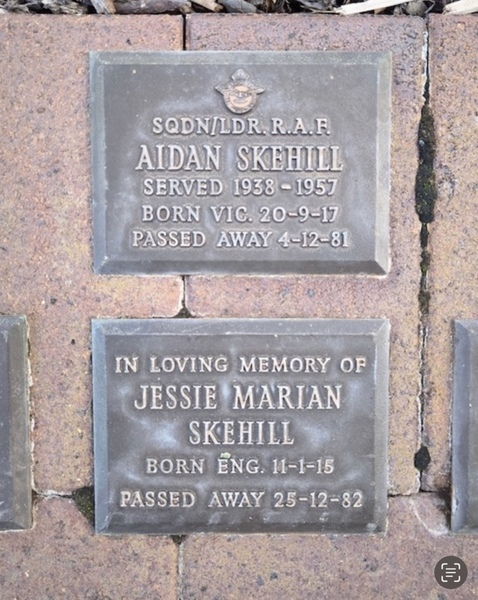 SQDN/LDR. R.A.F.
AIDAN SKEHILL
SERVED 1938 - 1957
BORN VIC. 20-9-17
PASSED AWAY 4-12-81
IN LOVING MEMORY OF
JESSIE MARIAN
SKEHILL
BORN ENG. 11-1-15
PASSED AWAY 25-12-82